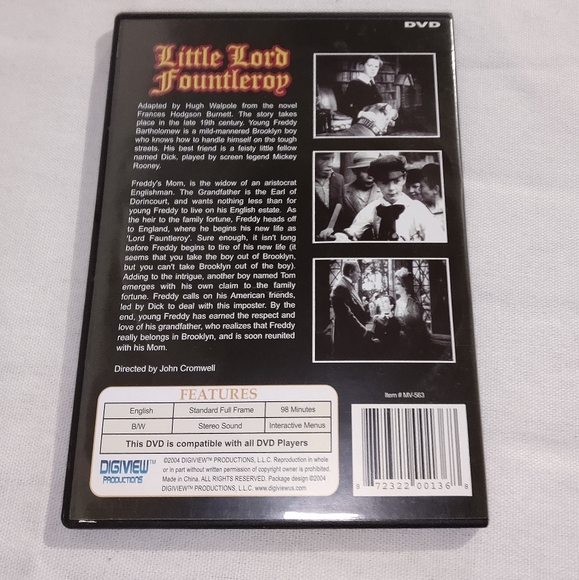 DVD
Little Lord
Fountleroy
Adapted by Hugh Walpole from the novel
Frances Hodgson Burnett. The story takes
place in the late 19th century. Young Freddy
Bartholomew is a mild-mannered Brooklyn boy
who knows how to handle himself on the tough
streets. His best friend is a feisty little fellow
named Dick, played by screen legend Mickey
Rooney.
Freddy's Mom, is the widow of an aristocrat
Englishman. The Grandfather is the Earl of
Dorincourt, and wants nothing less than for
young Freddy to live on his English estate. As
the heir to the family fortune, Freddy heads off
to England, where he begins his new life as
'Lord Fauntleroy'. Sure enough, it isn't long
before Freddy begins to tire of his new life (it
seems that you take the boy out of Brooklyn,
but you can't take Brooklyn out of the boy).
Adding to the intrigue, another boy named Tom
emerges with his own claim to the family
fortune. Freddy calls on his American friends,
led by Dick to deal with this imposter. By the
end, young Freddy has earned the respect and
love of his grandfather, who realizes that Freddy
really belongs in Brooklyn, and is soon reunited
with his Mom.
Directed by John Cromwell
FEATURES
English Standard Full Frame 98 Minutes
B/W Stereo Sound Interactive Menus
This DVD is compatible with all DVD Players
DIGIVIEW™
PRODUCTIONS
©2004 DIGIVIEW™ PRODUCTIONS, L.L.C. Reproduction in whole
or in part without written permission of copyright owner is prohibited.
Made in China. ALL RIGHTS RESERVED. Package design ©2004
DIGIVIEW™ PRODUCTIONS, L.L.C. www.digiviewus.com
Item # MV-563
8 72322 00136 8